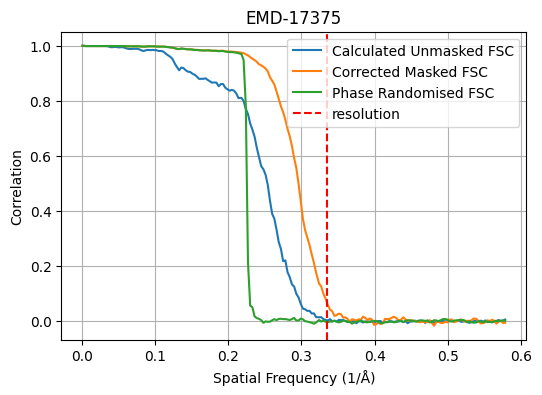 EMD-17375
Calculated Unmasked FSC
Corrected Masked FSC
Phase Randomised FSC
resolution
Correlation
1.0
0.8
0.6
0.4
0.2
0.0
0.0 0.1 0.2 0.3 0.4 0.5 0.6
Spatial Frequency (1/Å)